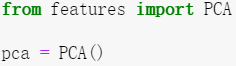 from features import PCA
pca = PCA()